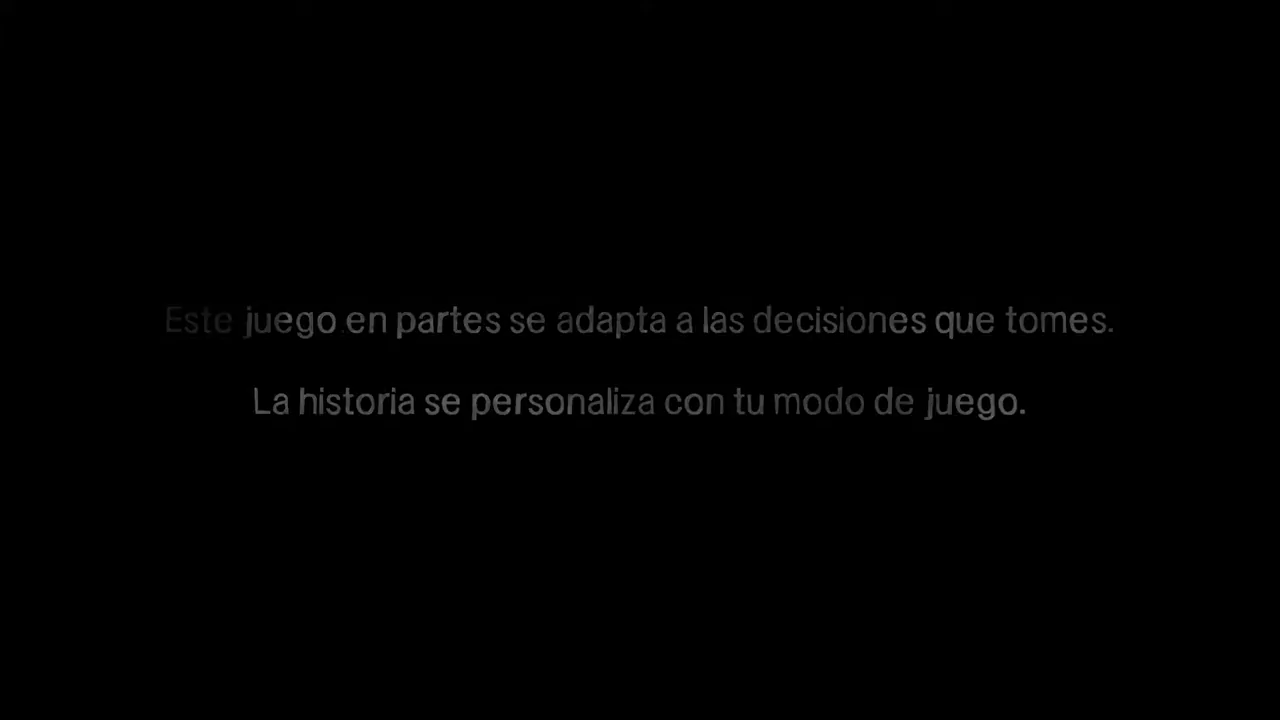 Este juego en partes se adapta a las decisiones que tomes.
La historia se personaliza con tu modo de juego.